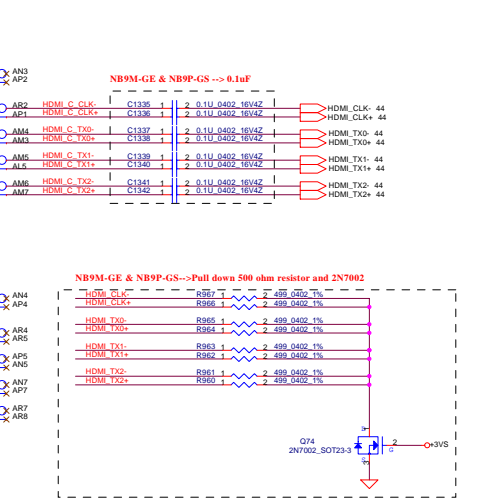 AN3
AP2
NB9M-GE & NB9P-GS --> 0.1uF
AR2 HDMI_C_CLK- C1335 1 2 0.1U_0402_16V4Z HDMI_CLK- 44
AP1 HDMI_C_CLK+ C1336 1 2 0.1U_0402_16V4Z HDMI_CLK+ 44
AM4 HDMI_C_TX0- C1337 1 2 0.1U_0402_16V4Z HDMI_TX0- 44
AM3 HDMI_C_TX0+ C1338 1 2 0.1U_0402_16V4Z HDMI_TX0+ 44
AM5 HDMI_C_TX1- C1339 1 2 0.1U_0402_16V4Z HDMI_TX1- 44
AL5 HDMI_C_TX1+ C1340 1 2 0.1U_0402_16V4Z HDMI_TX1+ 44
AM6 HDMI_C_TX2- C1341 1 2 0.1U_0402_16V4Z HDMI_TX2- 44
AM7 HDMI_C_TX2+ C1342 1 2 0.1U_0402_16V4Z HDMI_TX2+ 44
NB9M-GE & NB9P-GS-->Pull down 500 ohm resistor and 2N7002
AN4 HDMI_CLK- R967 1 2 499_0402_1%
AP4 HDMI_CLK+ R966 1 2 499_0402_1%
HDMI_TX0- R965 1 2 499_0402_1%
AR4 HDMI_TX0+ R964 1 2 499_0402_1%
AR5
HDMI_TX1- R963 1 2 499_0402_1%
AP5 HDMI_TX1+ R962 1 2 499_0402_1%
AN5
HDMI_TX2- R961 1 2 499_0402_1%
AN7 HDMI_TX2+ R960 1 2 499_0402_1%
AP7
AR7
AR8
D
Q74 2 +3VS
2N7002_SOT23-3 G
S
3